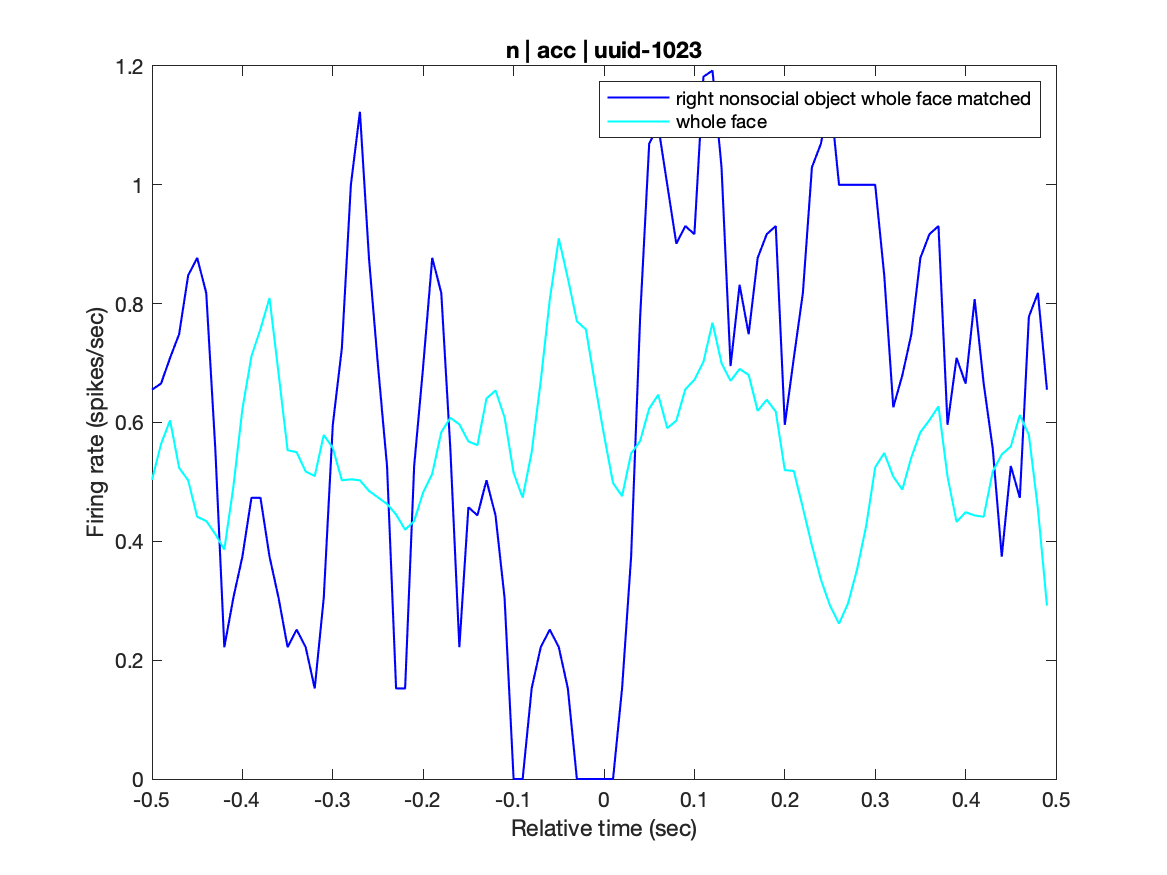 n | acc | uuid-1023
right nonsocial object whole face matched
whole face
1.2
1
0.8
0.6
0.4
0.2
0
Firing rate (spikes/sec)
-0.5 -0.4 -0.3 -0.2 -0.1 0 0.1 0.2 0.3 0.4 0.5
Relative time (sec)